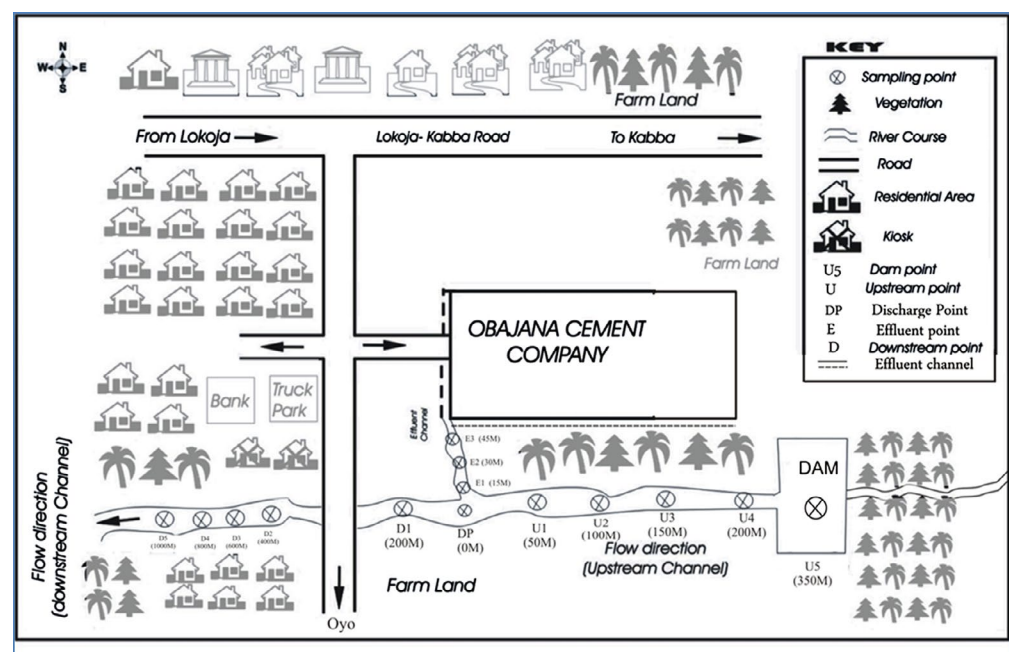 N
W E
S
KEY
Sampling point
Vegetation
River Course
Road
Residential Area
Kiosk
U5 Dam point
U Upstream point
DP Discharge Point
E Effluent point
D Downstream point
Effluent channel
Farm Land
From Lokoja
Lokoja- Kabba Road
To Kabba
Farm Land
OBAJANA CEMENT
COMPANY
Bank
Truck
Park
Effluent
Channel
E3 (45M)
E2 (30M)
E1 (15M)
DAM
Flow direction
(downstream Channel)
D5
(1000M)
D4
(800M)
D3
(600M)
D2
(400M)
D1
(200M)
DP
(0M)
U1
(50M)
U2
(100M)
U3
(150M)
U4
(200M)
Flow direction
(Upstream Channel)
U5
(350M)
Farm Land
Oyo